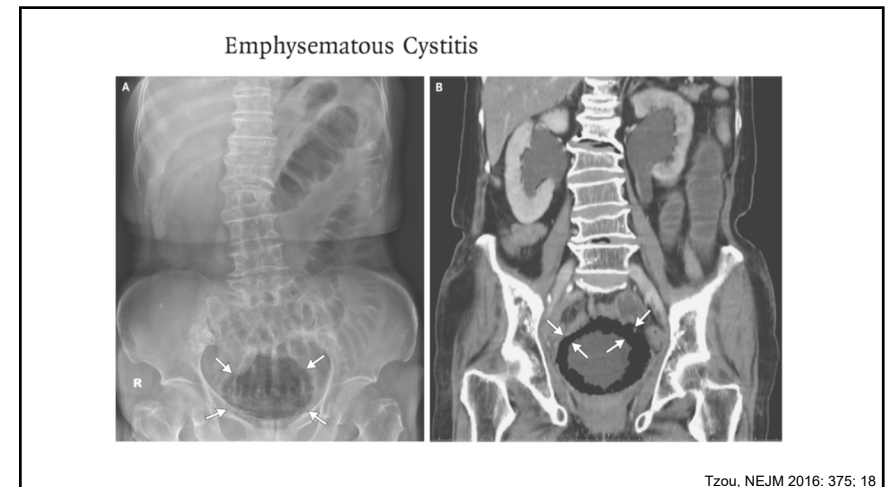 Emphysematous Cystitis
A
B
R
Tzou, NEJM 2016; 375; 18